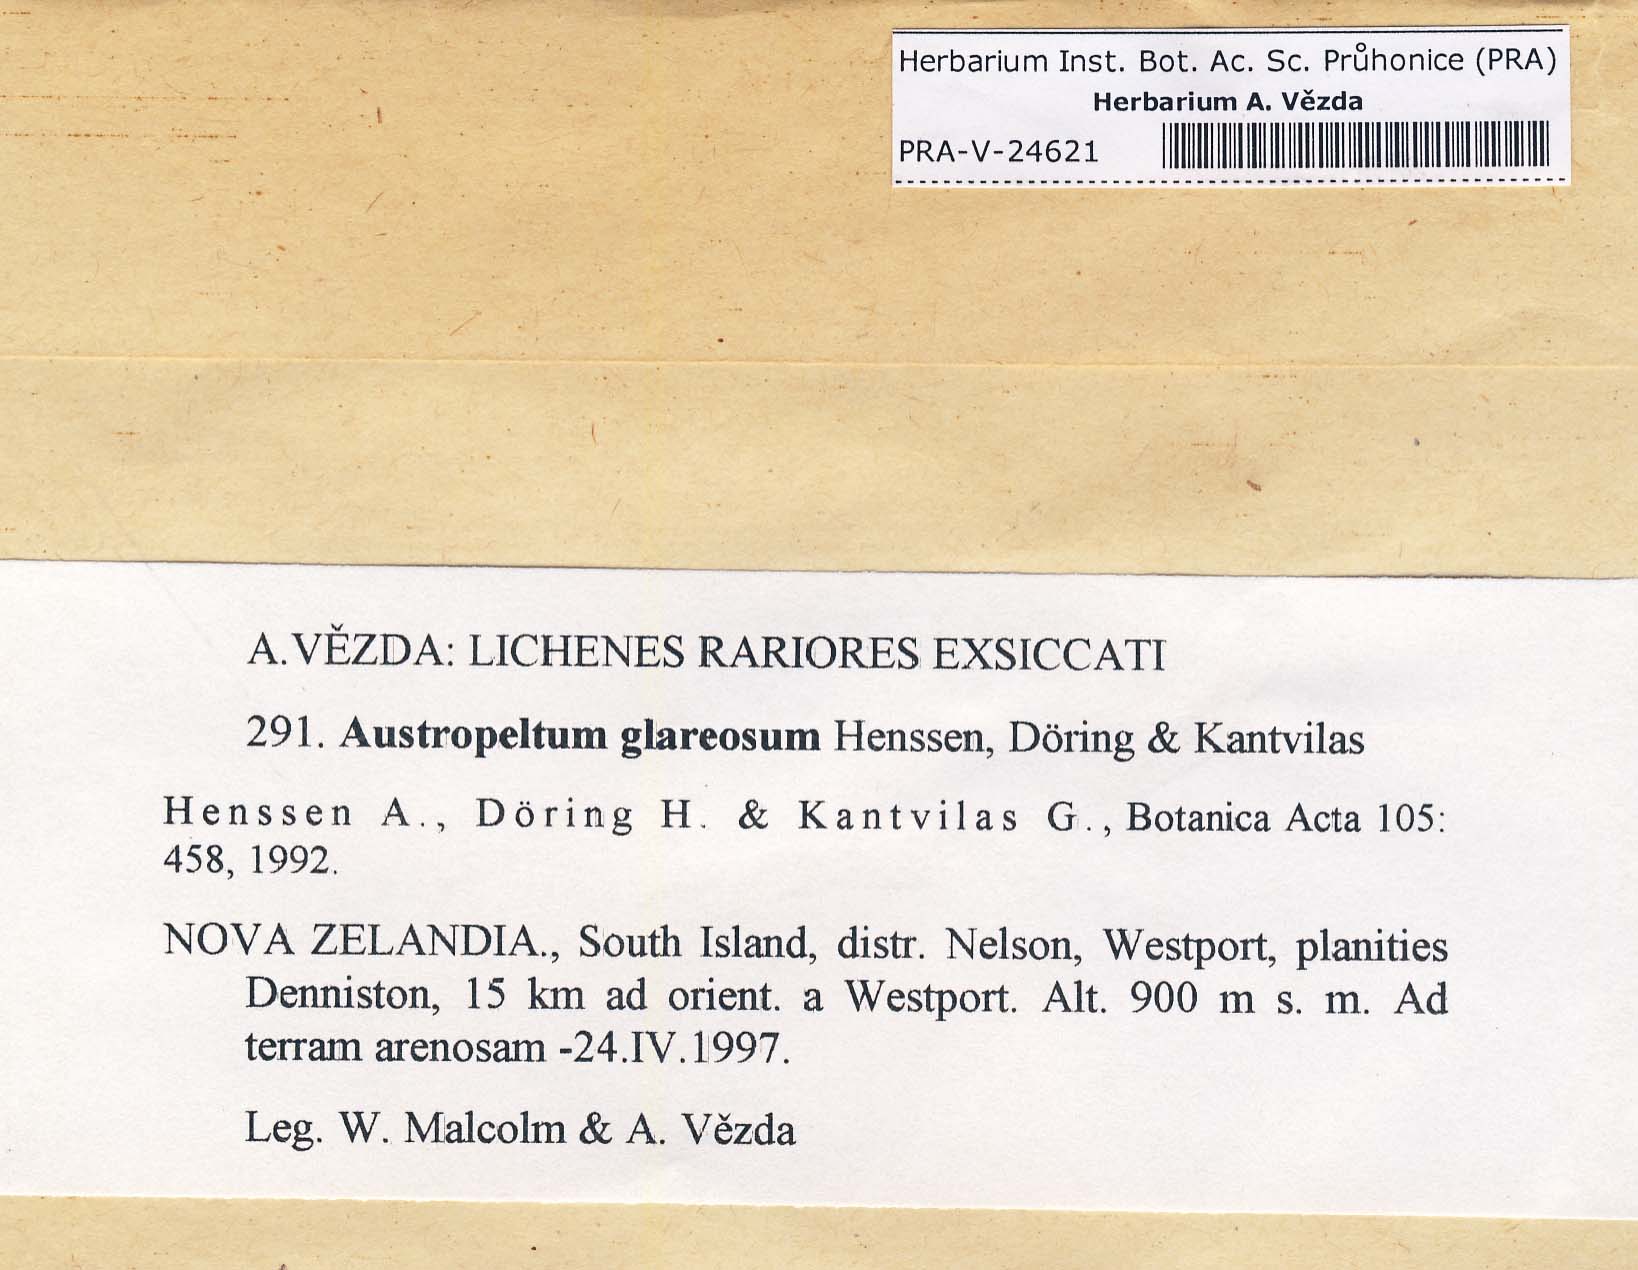 Herbarium Inst. Bot. Ac. Sc. Průhonice (PRA)
Herbarium A. Vězda
PRA-V-24621
A.VĚZDA: LICHENES RARIORES EXSICCATI
291. Austropeltum glareosum Henssen, Döring & Kantvilas
Henssen A., Döring H. & Kantvilas G., Botanica Acta 105:
458, 1992.
NOVA ZELANDIA., South Island, distr. Nelson, Westport, planities
Denniston, 15 km ad orient. a Westport. Alt. 900 m s. m. Ad
terram arenosam -24.IV.1997.
Leg. W. Malcolm & A. Vězda